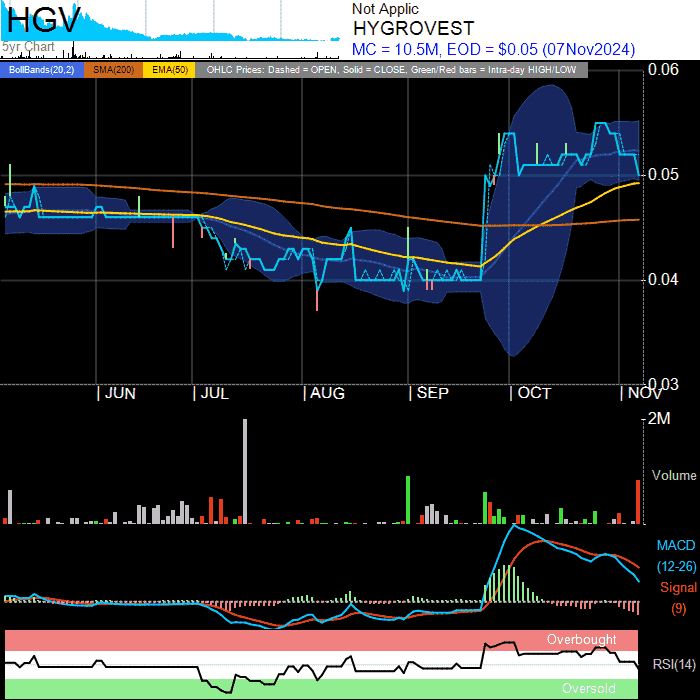 HGV
5yr Chart
Not Applic
HYGROVEST
MC = 10.5M, EOD = $0.05 (07Nov2024)
BollBands(20,2) SMA(200) EMA(50) OHLC Prices: Dashed = OPEN, Solid = CLOSE, Green/Red bars = Intra-day HIGH/LOW
0.06
0.05
0.04
0.03
JUN JUL AUG SEP OCT NOV
2M
Volume
MACD
(12-26)
Signal
(9)
Overbought
RSI(14)
Oversold